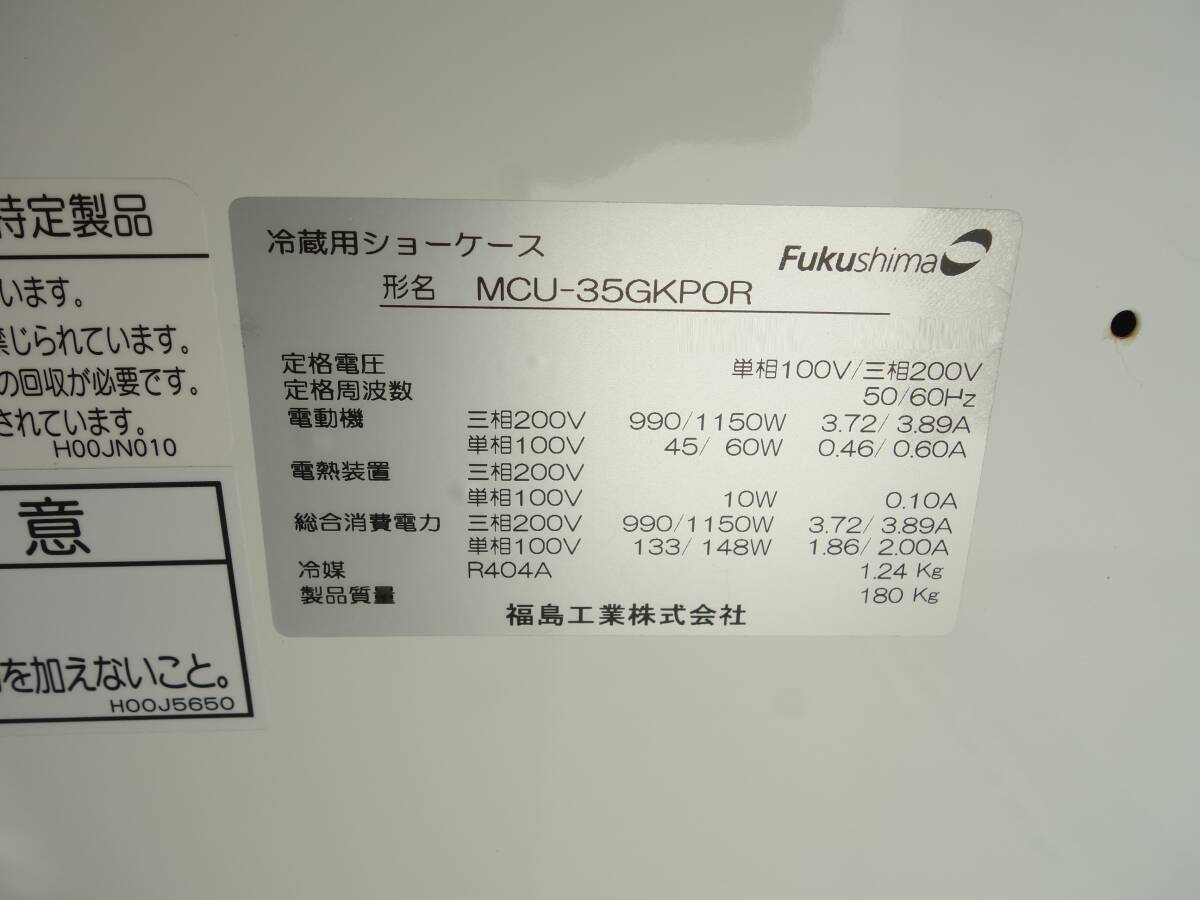 特定製品
います。
禁じられています。
の回収が必要です。
されています。
H00JN010
意
を加えないこと。
H00J5650
冷蔵用ショーケース
Fukushima
形名 MCU-35GKPOR
定格電圧 単相100V/三相200V
定格周波数 50/60Hz
電動機 三相200V 990/1150W 3.72/3.89A
単相100V 45/ 60W 0.46/0.60A
電熱装置 三相200V
単相100V 10W 0.10A
総合消費電力 三相200V 990/1150W 3.72/3.89A
単相100V 133/ 148W 1.86/2.00A
冷媒 R404A 1.24 Kg
製品質量 180 Kg
福島工業株式会社